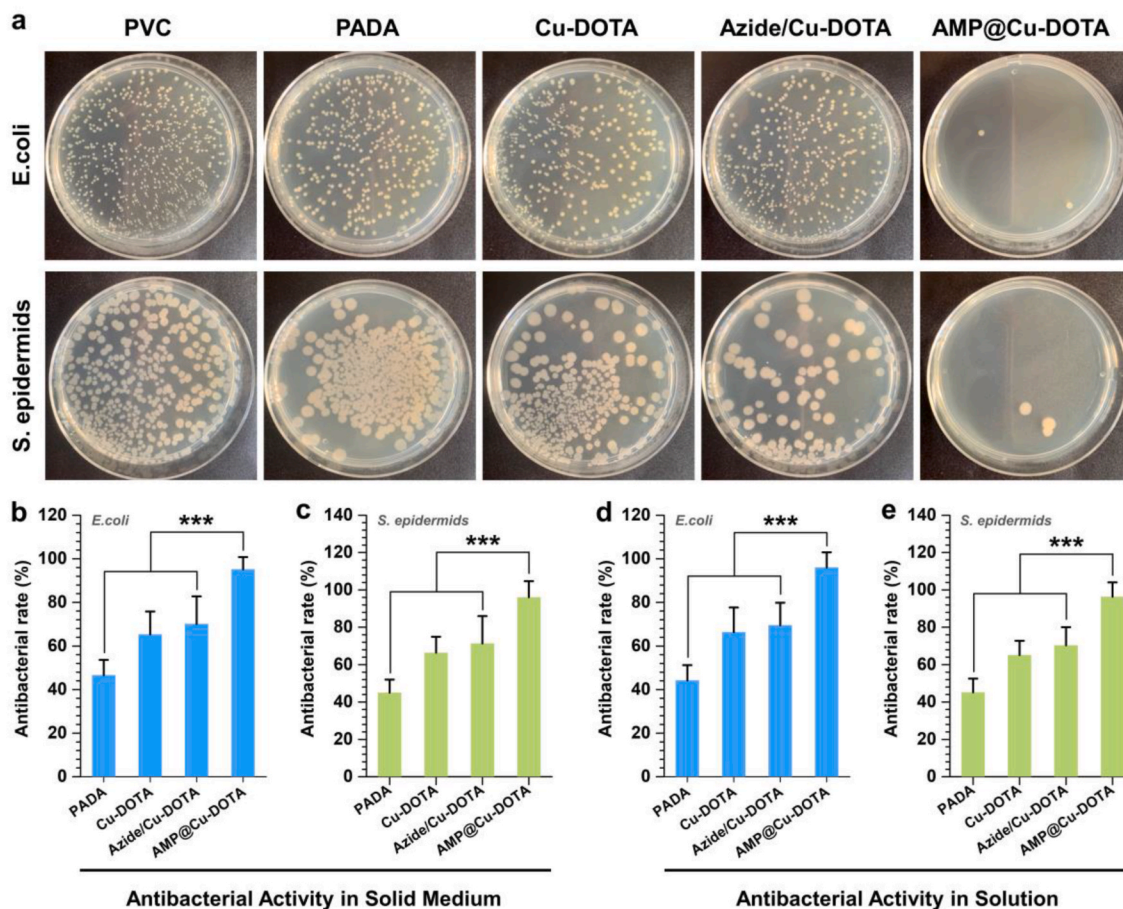 a
PVC PADA Cu-DOTA Azide/Cu-DOTA AMP@Cu-DOTA
E.coli
S. epidermids
b
E.coli
***
Antibacterial rate (%)
120
100
80
60
40
20
0
PADA
Cu-DOTA
Azide/Cu-DOTA
AMP@Cu-DOTA
c
S. epidermids
***
Antibacterial rate (%)
140
120
100
80
60
40
20
0
PADA
Cu-DOTA
Azide/Cu-DOTA
AMP@Cu-DOTA
Antibacterial Activity in Solid Medium
d
E.coli
***
Antibacterial rate (%)
120
100
80
60
40
20
0
PADA
Cu-DOTA
Azide/Cu-DOTA
AMP@Cu-DOTA
e
S. epidermids
***
Antibacterial rate (%)
140
120
100
80
60
40
20
0
PADA
Cu-DOTA
Azide/Cu-DOTA
AMP@Cu-DOTA
Antibacterial Activity in Solution